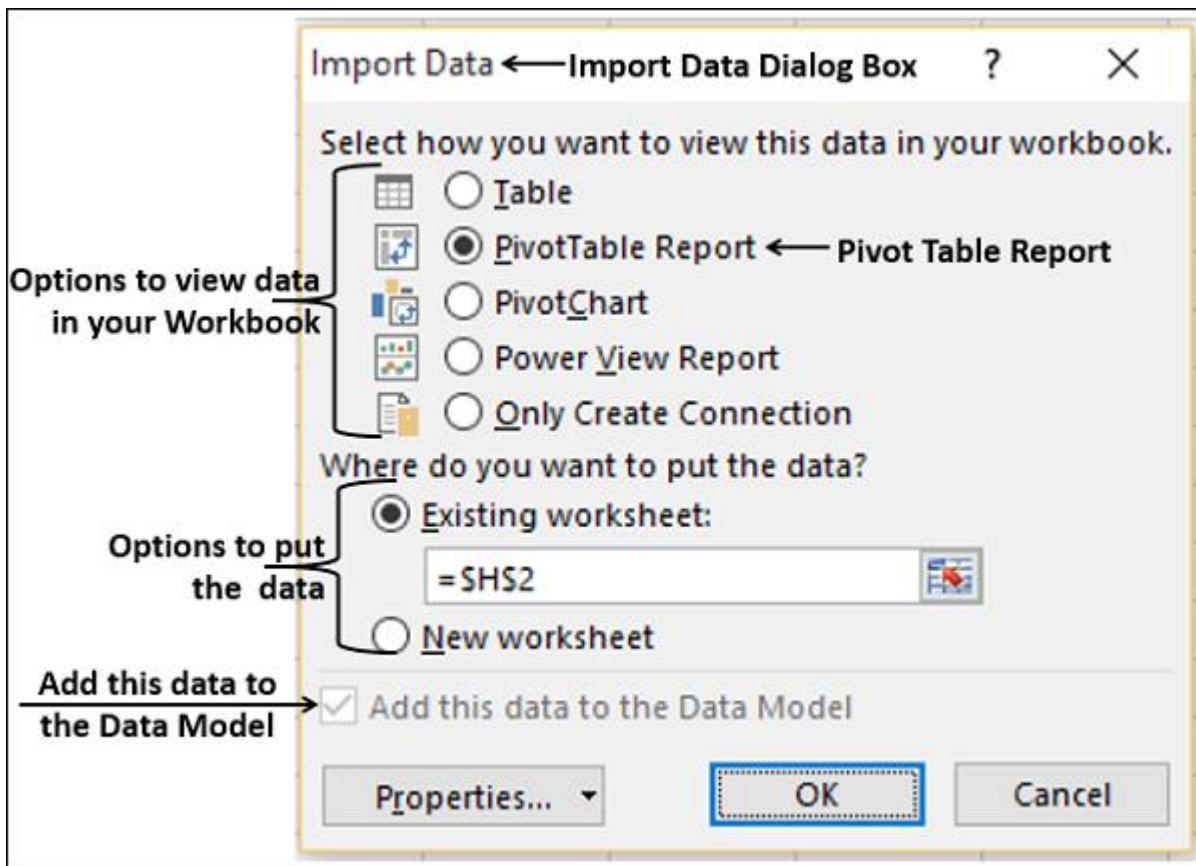 Import Data Import Data Dialog Box ? X
Select how you want to view this data in your workbook.
Table
PivotTable Report Pivot Table Report
Options to view data
in your Workbook
PivotChart
Power View Report
Only Create Connection
Where do you want to put the data?
Existing worksheet:
Options to put
the data
=$H$2
New worksheet
Add this data to
the Data Model
Add this data to the Data Model
Properties... OK Cancel